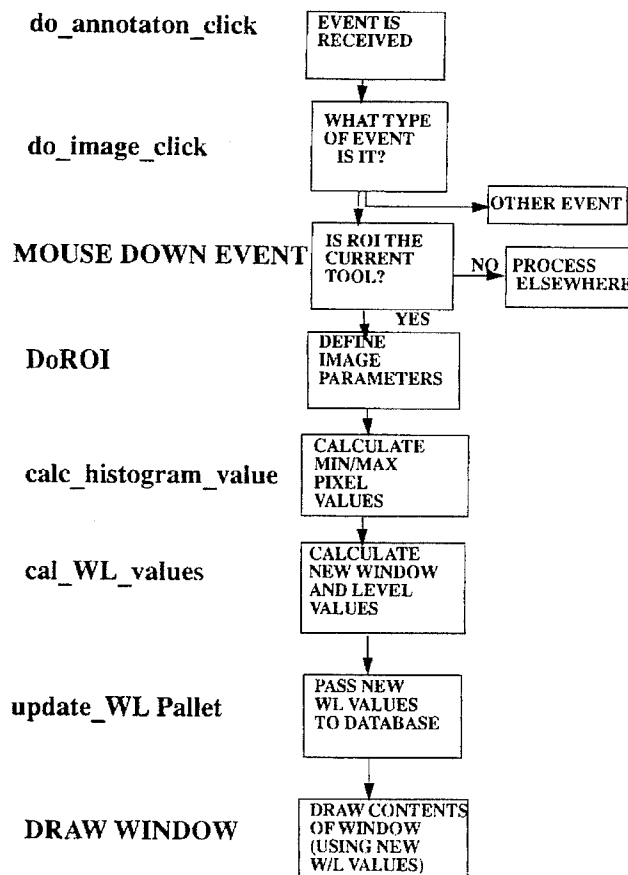 do_annotaton_click
EVENT IS
RECEIVED
do_image_click
WHAT TYPE
OF EVENT
IS IT?
OTHER EVENT
MOUSE DOWN EVENT
IS ROI THE
CURRENT
TOOL?
NO
PROCESS
ELSEWHERE
YES
DoROI
DEFINE
IMAGE
PARAMETERS
calc_histogram_value
CALCULATE
MIN/MAX
PIXEL
VALUES
cal_WL_values
CALCULATE
NEW WINDOW
AND LEVEL
VALUES
update_WL Pallet
PASS NEW
WL VALUES
TO DATABASE
DRAW WINDOW
DRAW CONTENTS
OF WINDOW
(USING NEW
W/L VALUES)